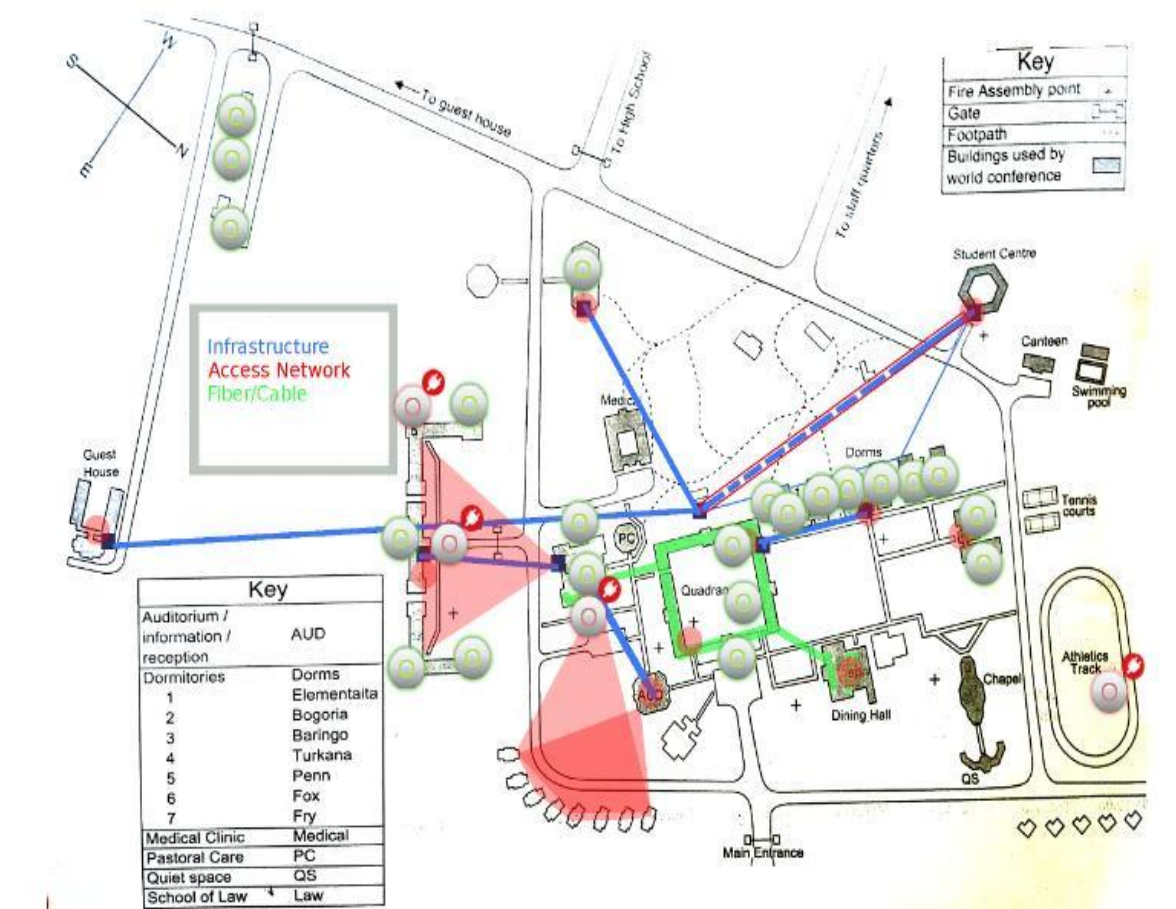 W
S
N
E
To guest house
To High School
To staff quarters
Key
Fire Assembly point
Gate
Footpath
Buildings used by
world conference
Student Centre
Canteen
Swimming
pool
Infrastructure
Access Network
Fiber/Cable
Guest
House
Dorms
Tennis
courts
PC
AUD
Dining Hall
Chapel
QS
Athletics
Track
Main Entrance
Key
Auditorium /
information / AUD
reception
Dormitories Dorms
1 Elementaita
2 Bogoria
3 Baringo
4 Turkana
5 Penn
6 Fox
7 Fry
Medical Clinic Medical
Pastoral Care PC
Quiet space QS
School of Law Law